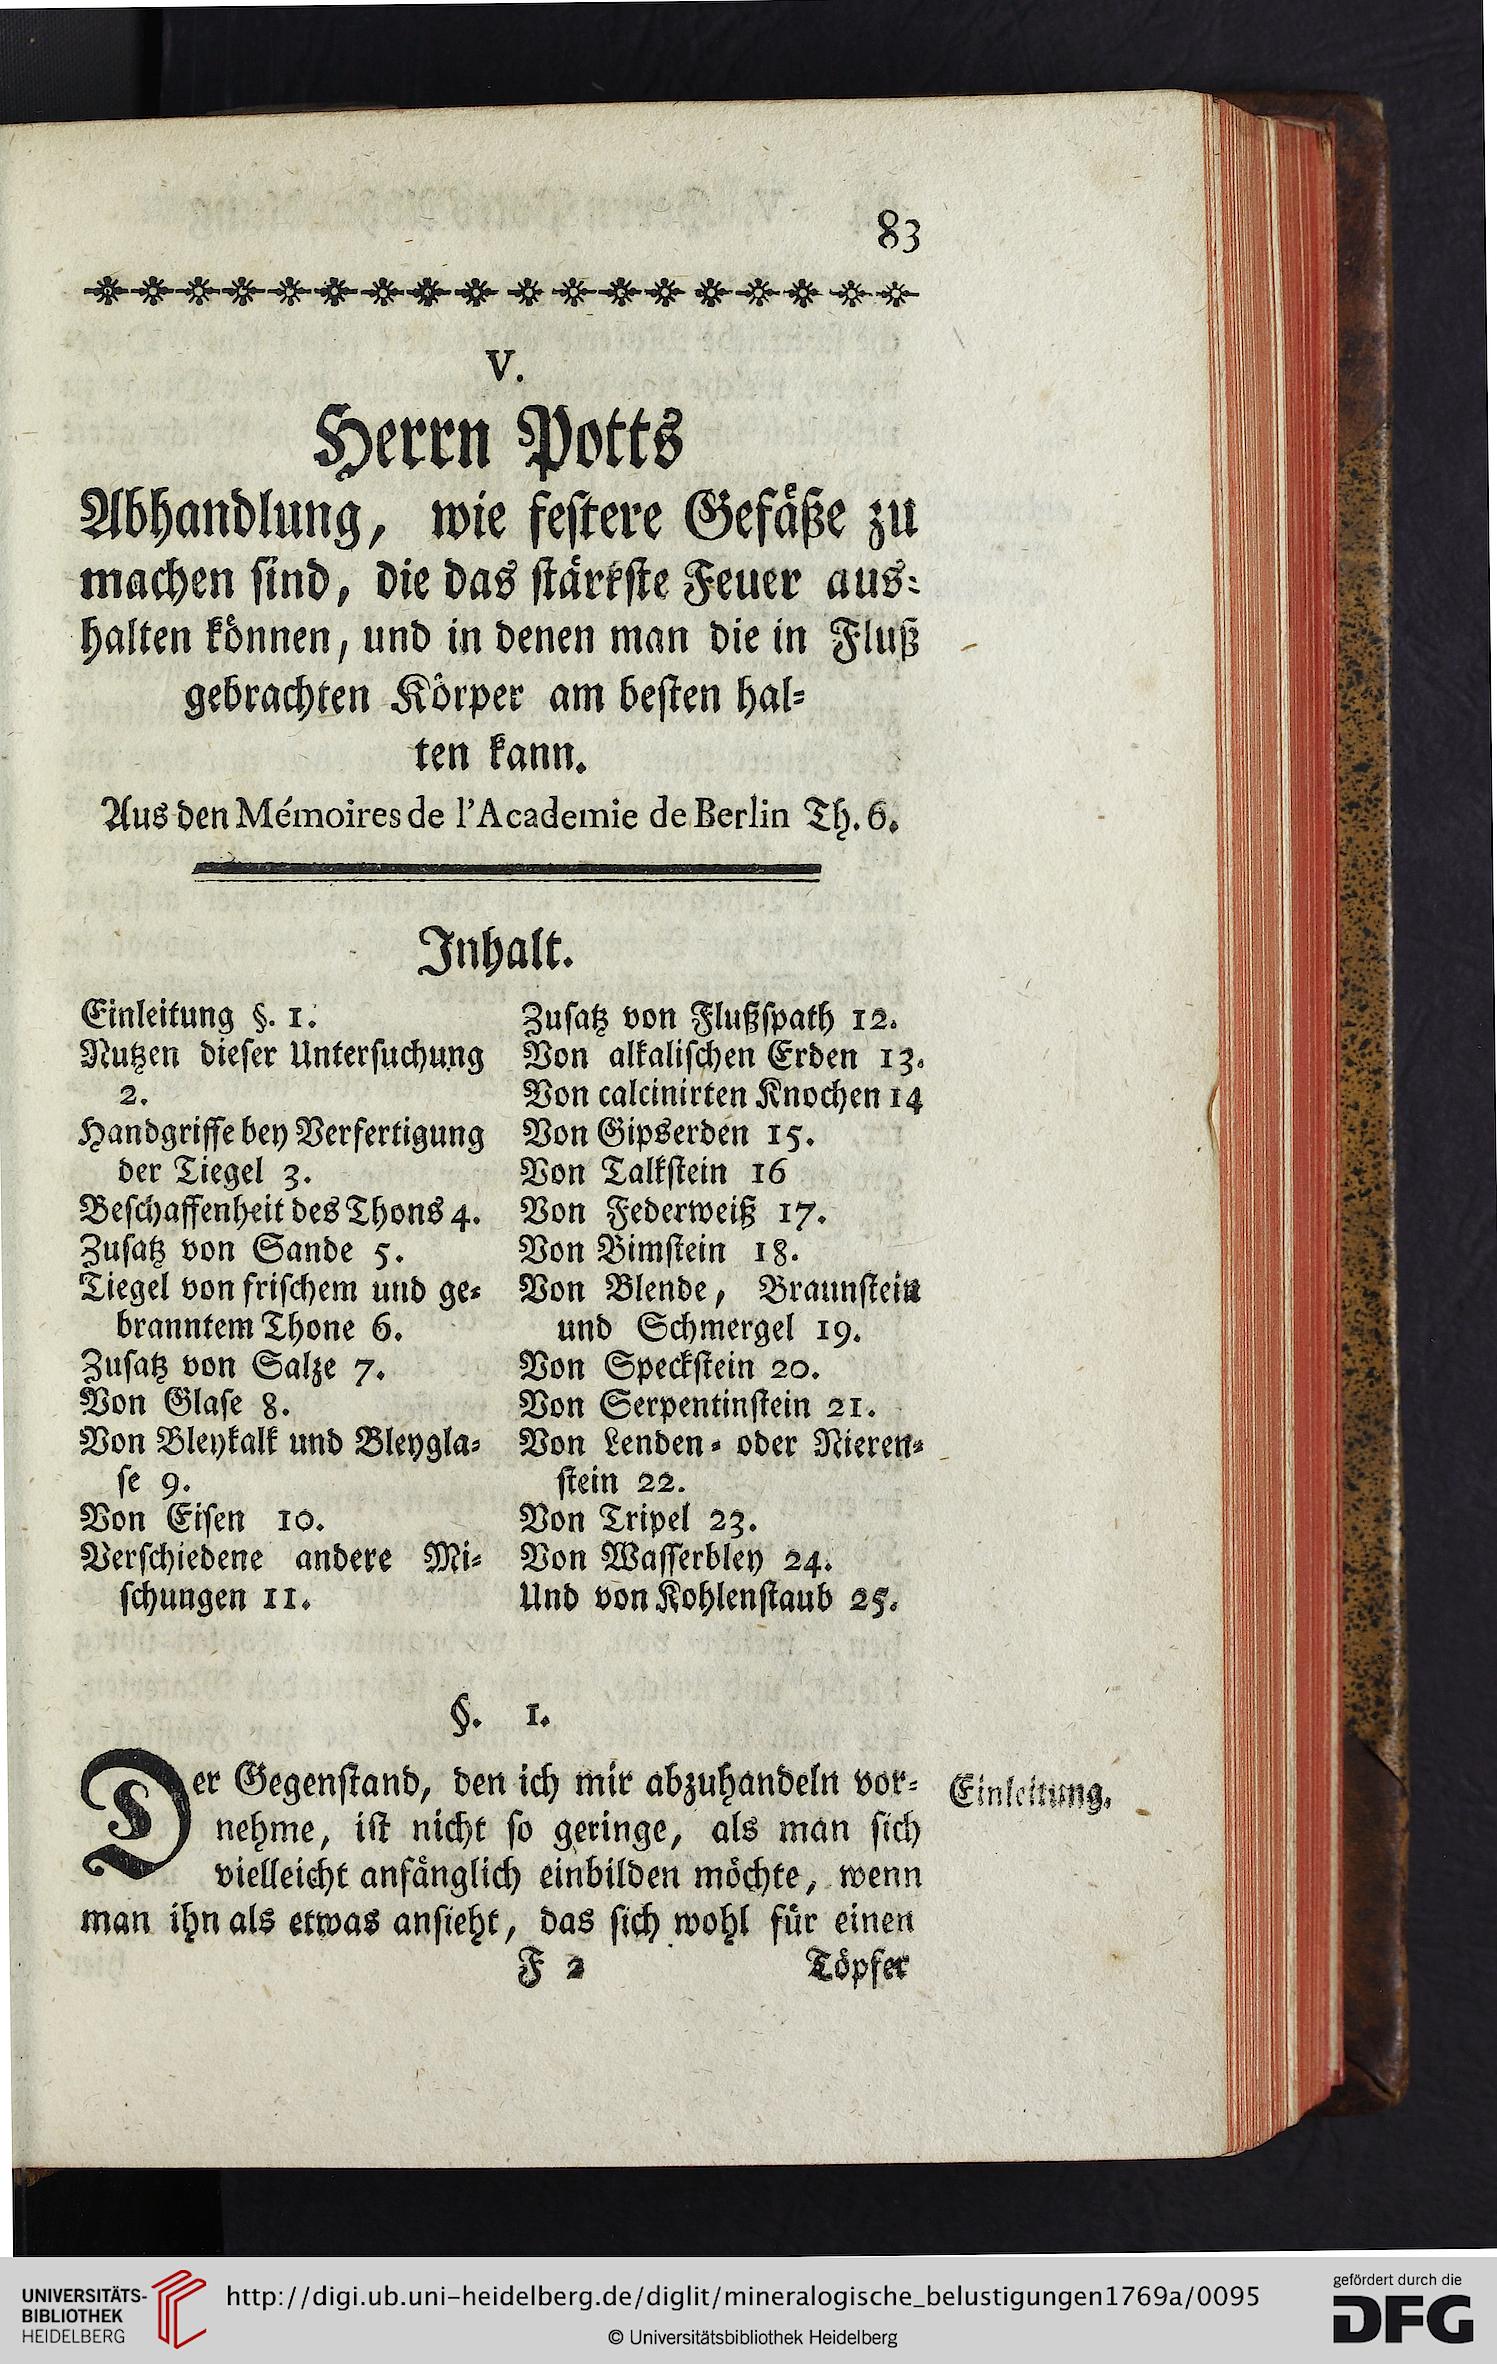 83
V.
Herrn Potts
Abhandlung, wie festere Gefäße zu
machen sind, die das stärkste Feuer aus-
halten können, und in denen man die in Fluß
gebrachten Körper am besten hal-
ten kann.
Aus den Mémoires de l'Academie de Berlin Th. 6.
Inhalt.
Einleitung §. 1.
Nutzen dieser Untersuchung
2.
Handgriffe bey Verfertigung
der Tiegel 3.
Beschaffenheit des Thons 4.
Zusatz von Sande 5.
Tiegel von frischem und ge-
branntem Thone 6.
Zusatz von Salze 7.
Von Glase 8.
Von Bleykalk und Bleygla-
se 9.
Von Eisen 10.
Verschiedene andere Mi-
schungen 11.
Zusatz von Flußspath 12.
Von alkalischen Erden 13.
Von calcinirten Knochen 14
Von Gipserden 15.
Von Talkstein 16
Von Federweiß 17.
Von Bimstein 18.
Von Blende, Braunstein
und Schmergel 19.
Von Speckstein 20.
Von Serpentinstein 21.
Von Lenden- oder Nieren-
stein 22.
Von Tripel 23.
Von Wasserbley 24.
Und von Kohlenstaub 25.
§. 1.
Der Gegenstand, den ich mir abzuhandeln vor-
nehme, ist nicht so geringe, als man sich
vielleicht anfänglich einbilden möchte, wenn
man ihn als etwas ansieht, das sich wohl für einen
Einleitung.
F 2
Töpfer
UNIVERSITÄTS-
BIBLIOTHEK
HEIDELBERG
http://digi.ub.uni-heidelberg.de/diglit/mineralogische_belustigungen1769a/0095
© Universitätsbibliothek Heidelberg
gefördert durch die
DFG